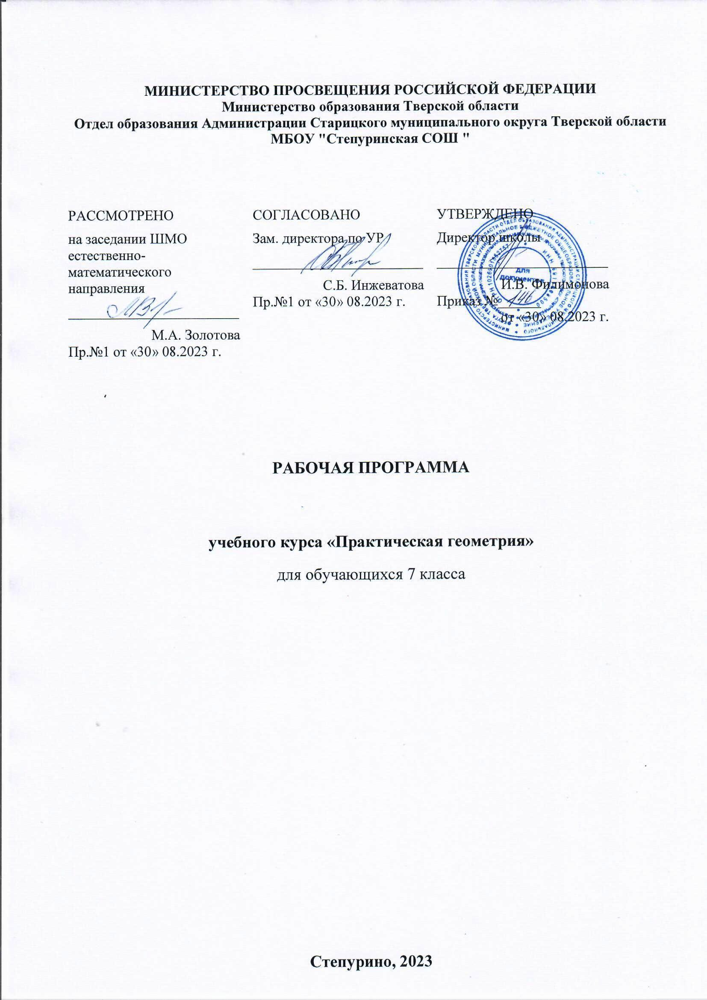 МИНИСТЕРСТВО ПРОСВЕЩЕНИЯ РОССИЙСКОЙ ФЕДЕРАЦИИ
Министерство образования Тверской области
Отдел образования Администрации Старицкого муниципального округа Тверской области
МБОУ "Степуринская СОШ "
РАССМОТРЕНО
на заседании ШМО
естественно-
математического
направления
М.А. Золотова
Пр.№1 от «30» 08.2023 г.
СОГЛАСОВАНО
Зам. директора по УР
С.Б. Инжеватова
Пр.№1 от «30» 08.2023 г.
УТВЕРЖДЕНО
Директор школы
И.В. Филимонова
Приказ № 146
от «30» 08.2023 г.
для
документов
РАБОЧАЯ ПРОГРАММА
учебного курса «Практическая геометрия»
для обучающихся 7 класса
Степурино, 2023